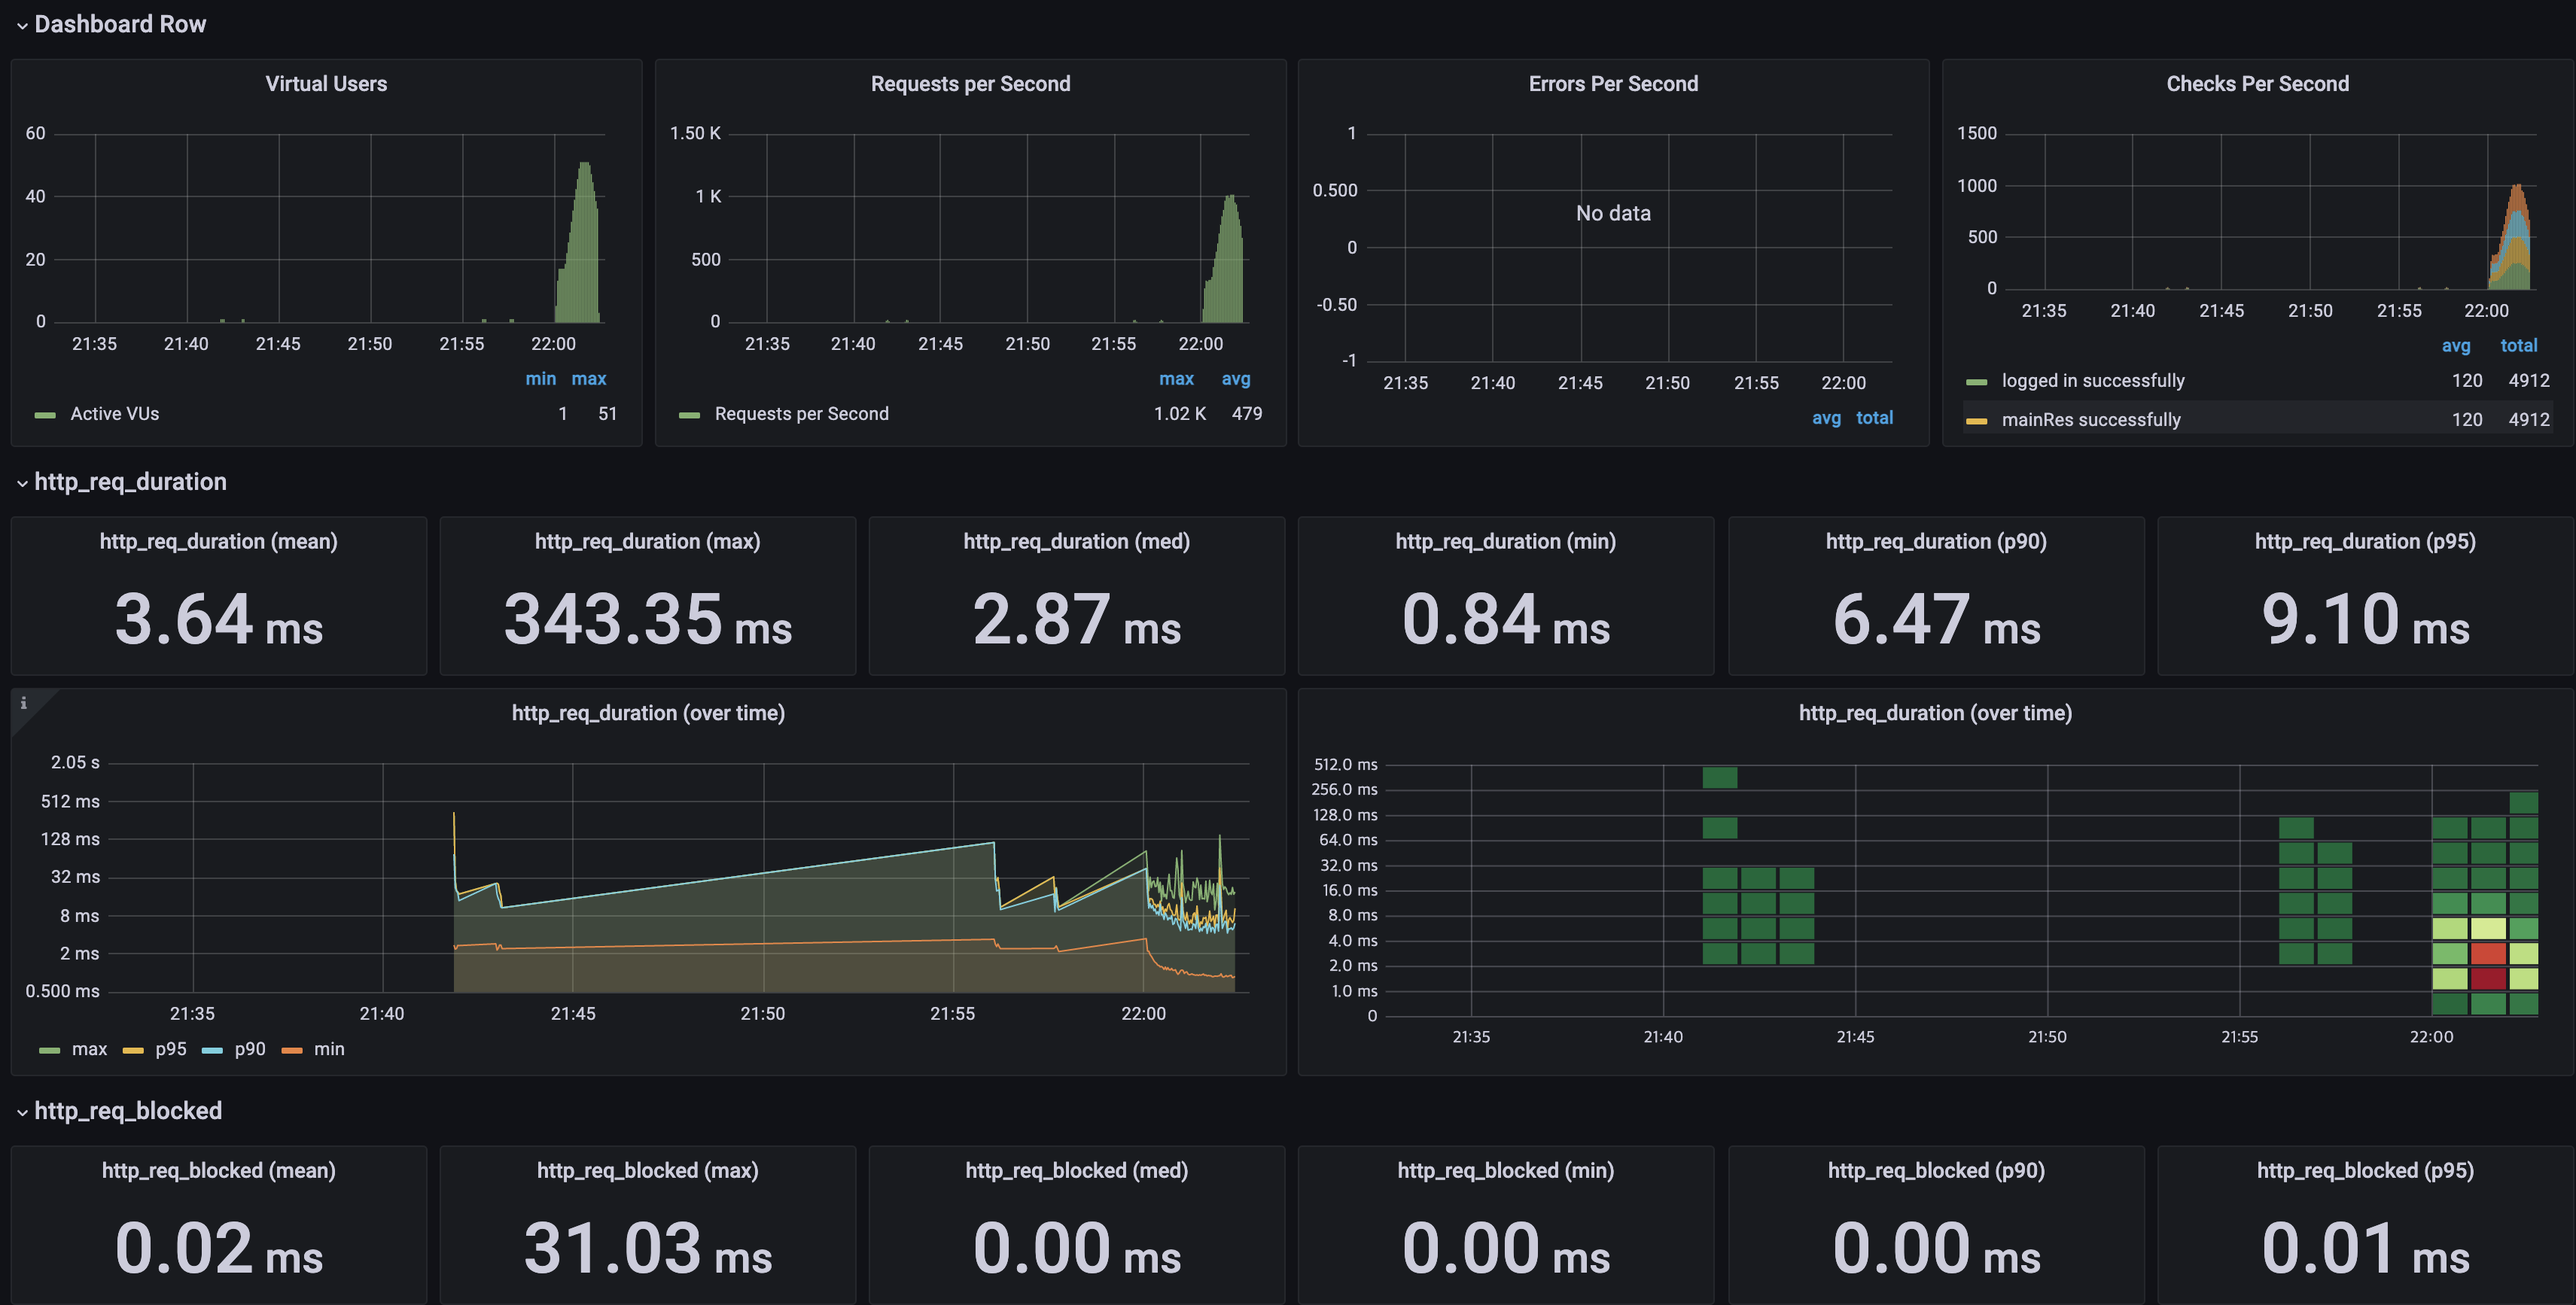 Dashboard Row
Virtual Users
60
40
20
0
21:35 21:40 21:45 21:50 21:55 22:00
min max
Active VUs 1 51
Requests per Second
1.50 K
1 K
500
0
21:35 21:40 21:45 21:50 21:55 22:00
max avg
Requests per Second 1.02 K 479
Errors Per Second
1
0.500
0
-0.50
-1
No data
21:35 21:40 21:45 21:50 21:55 22:00
avg total
Checks Per Second
1500
1000
500
0
21:35 21:40 21:45 21:50 21:55 22:00
avg total
logged in successfully 120 4912
mainRes successfully 120 4912
http_req_duration
http_req_duration (mean)
3.64 ms
http_req_duration (max)
343.35 ms
http_req_duration (med)
2.87 ms
http_req_duration (min)
0.84 ms
http_req_duration (p90)
6.47 ms
http_req_duration (p95)
9.10 ms
i
http_req_duration (over time)
2.05 s
512 ms
128 ms
32 ms
8 ms
2 ms
0.500 ms
21:35 21:40 21:45 21:50 21:55 22:00
max p95 p90 min
http_req_duration (over time)
512.0 ms
256.0 ms
128.0 ms
64.0 ms
32.0 ms
16.0 ms
8.0 ms
4.0 ms
2.0 ms
1.0 ms
0
21:35 21:40 21:45 21:50 21:55 22:00
http_req_blocked
http_req_blocked (mean)
0.02 ms
http_req_blocked (max)
31.03 ms
http_req_blocked (med)
0.00 ms
http_req_blocked (min)
0.00 ms
http_req_blocked (p90)
0.00 ms
http_req_blocked (p95)
0.01 ms